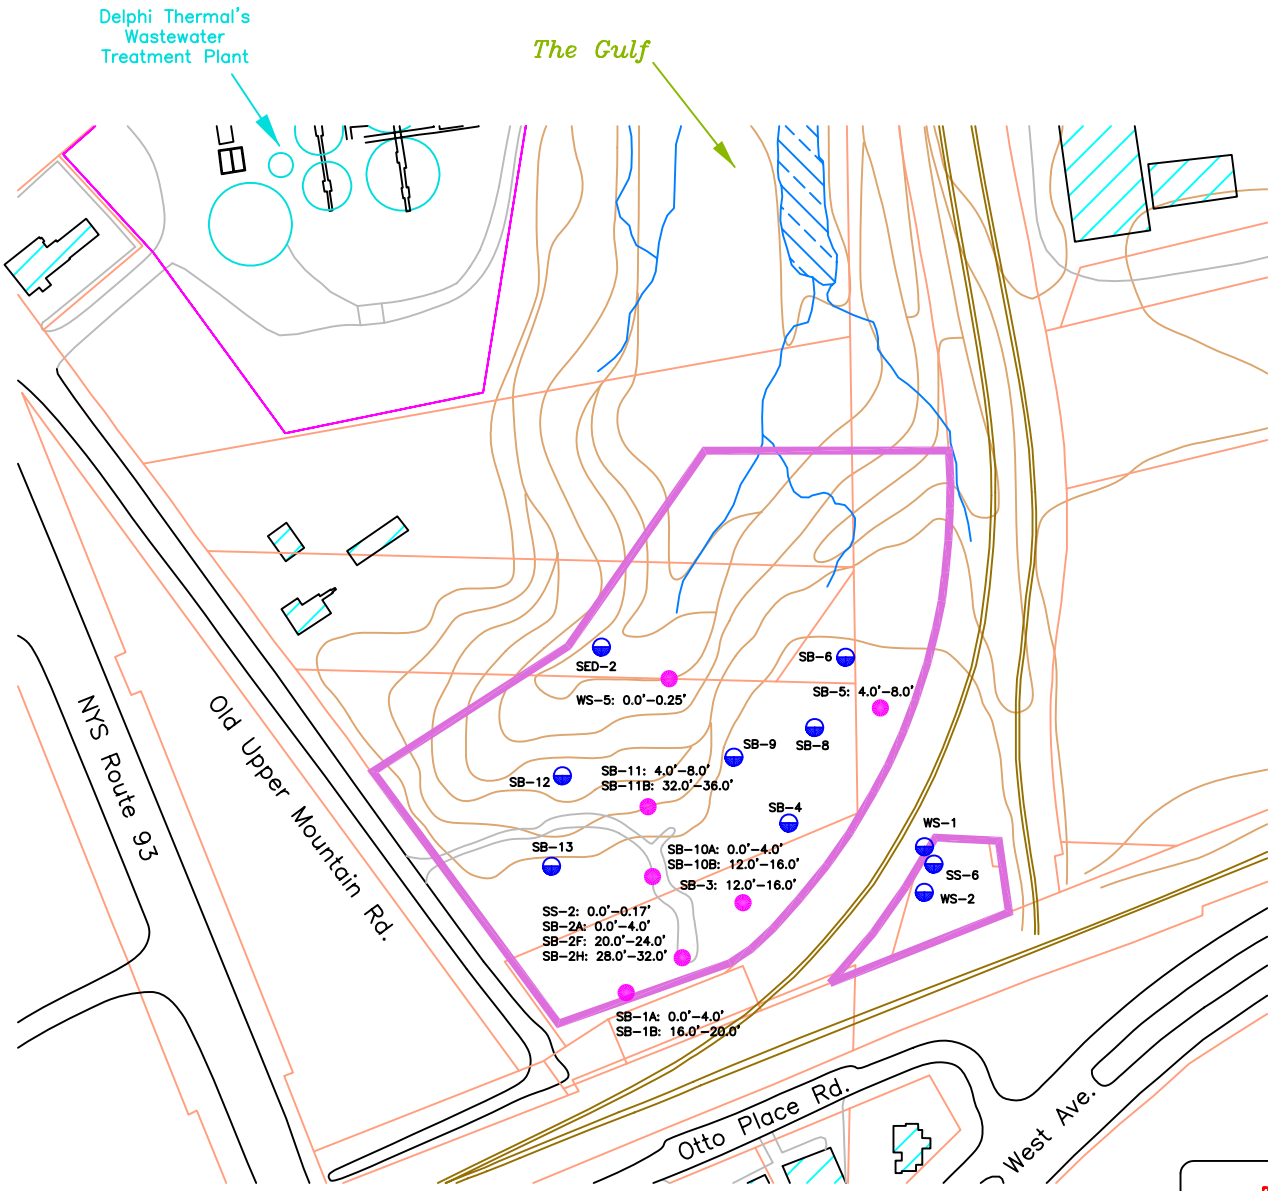 Delphi Thermal's
Wastewater
Treatment Plant
The Gulf
SED-2
WS-5: 0.0'-0.25'
SB-6
SB-5: 4.0'-8.0'
SB-8
SB-9
SB-11: 4.0'-8.0'
SB-11B: 32.0'-36.0'
SB-12
SB-4
SB-13
SB-10A: 0.0'-4.0'
SB-10B: 12.0'-16.0'
SB-3: 12.0'-16.0'
WS-1
SS-6
WS-2
SS-2: 0.0'-0.17'
SB-2A: 0.0'-4.0'
SB-2F: 20.0'-24.0'
SB-2H: 28.0'-32.0'
SB-1A: 0.0'-4.0'
SB-1B: 16.0'-20.0'
NYS Route 93
Old Upper Mountain Rd.
Otto Place Rd.
West Ave.